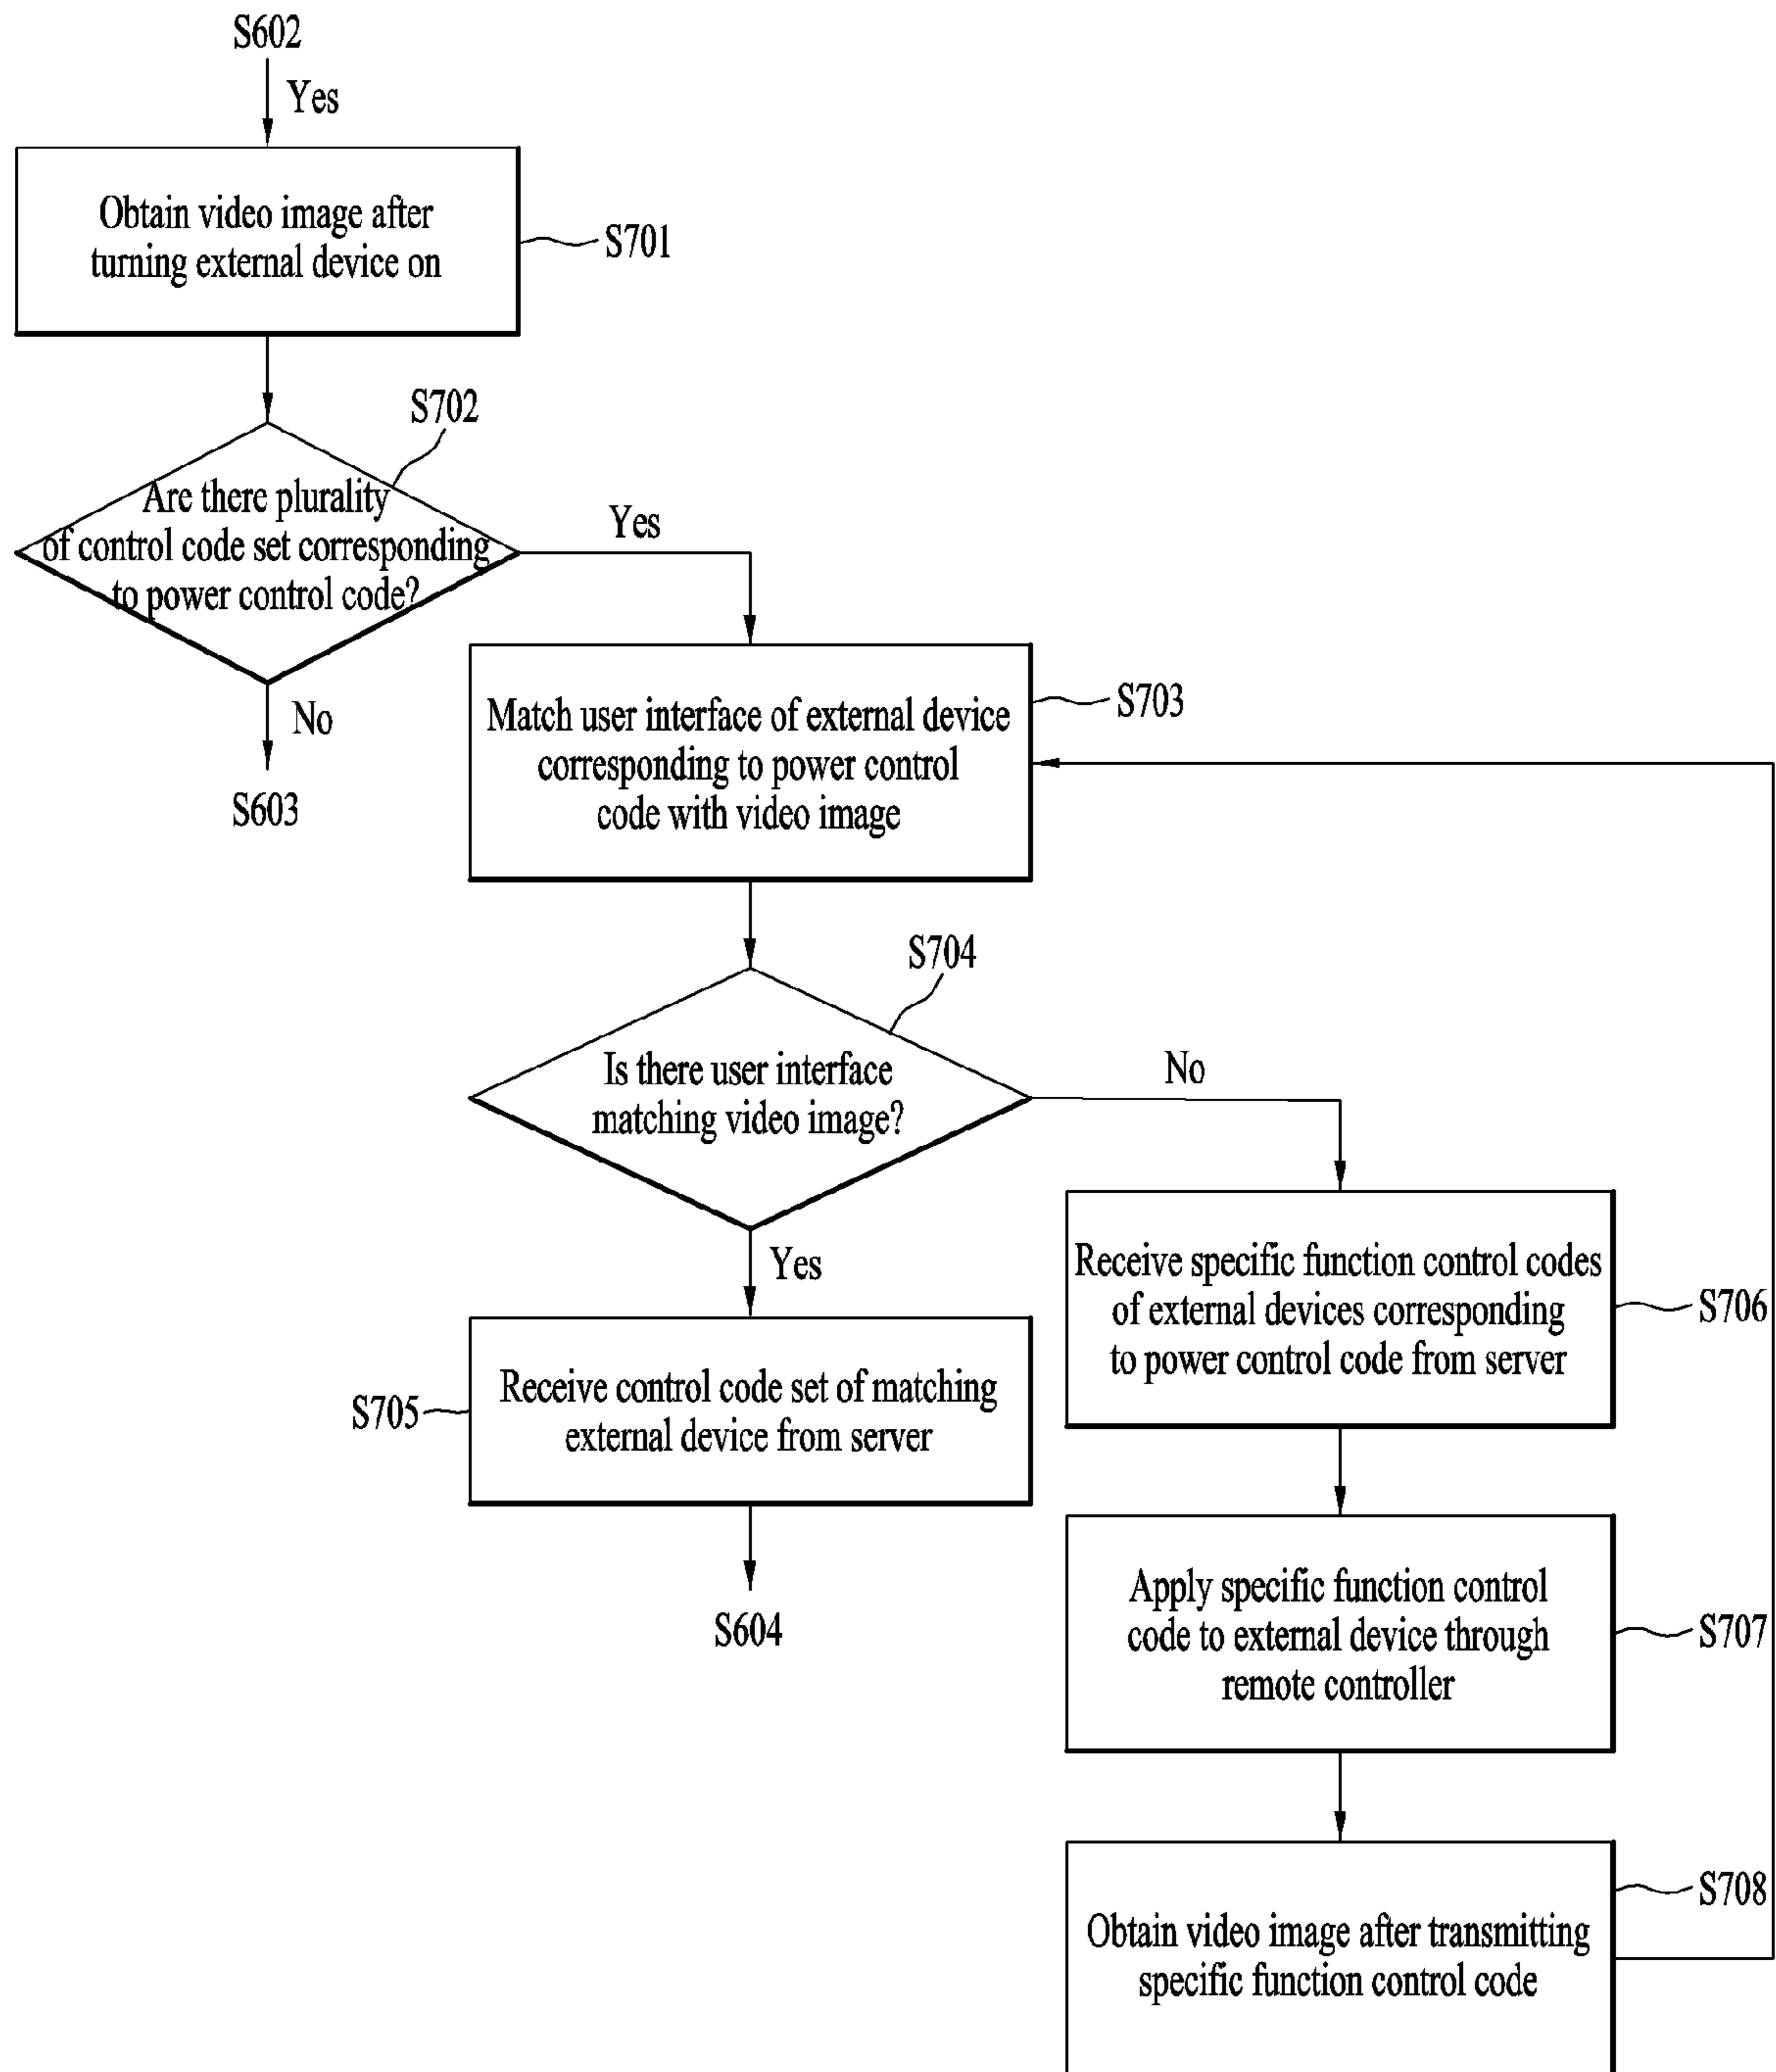 S602
Yes
Obtain video image after
turning external device on
S701
S702
Are there plurality
of control code set corresponding
to power control code?
Yes
No
S603
Match user interface of external device
corresponding to power control
code with video image
S703
S704
Is there user interface
matching video image?
No
Yes
Receive control code set of matching
external device from server
S705
S604
Receive specific function control codes
of external devices corresponding
to power control code from server
S706
Apply specific function control
code to external device through
remote controller
S707
Obtain video image after transmitting
specific function control code
S708